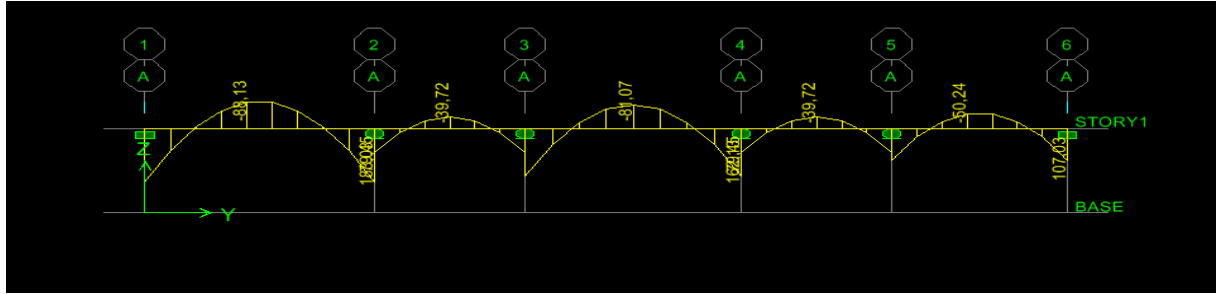 1 2 3 4 5 6
A A A A A A
-88,13 -39,72 -81,07 -39,72 -50,24
STORY1
Z
107,03
BASE
Y